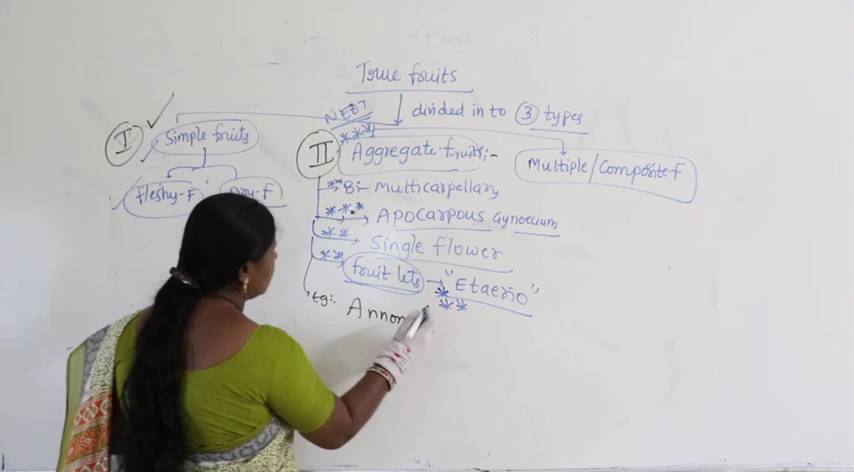 True fruits
NEET divided in to ③ types
I Simple fruits
Fleshy-F Dry-F
*** II Aggregate fruits:-
** Bi- multicarpellary
*** Apocarpous Gynoecium
** Single flower
** fruit lets → "Etaerio"
***
Eg:- Annon
Multiple/Composite-f